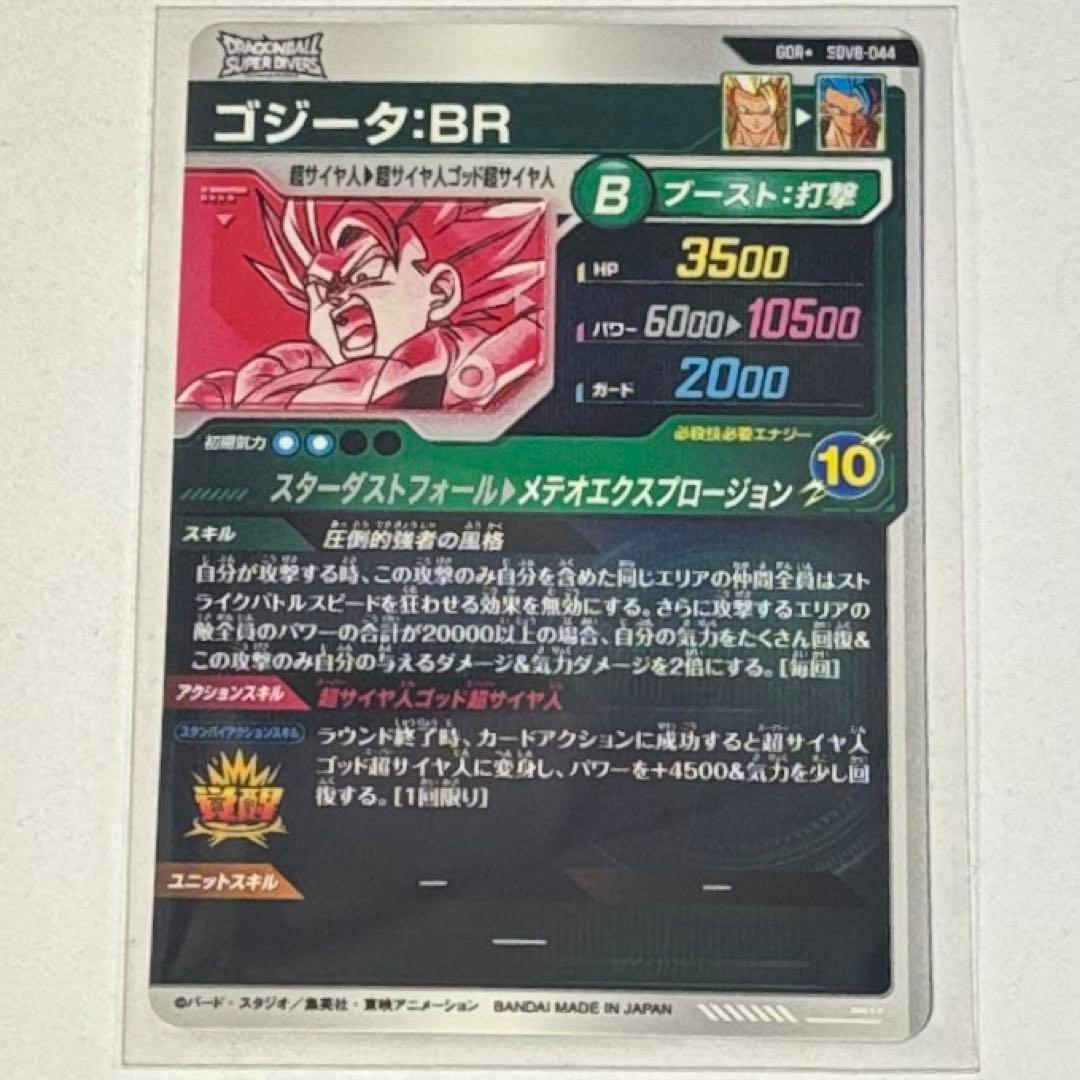 DRAGONBALL
SUPER DIVERS
GDR★ SDV8-044
ゴジータ:BR
超サイヤ人▶超サイヤ人ゴッド超サイヤ人
B ブースト:打撃
HP 3500
パワー 6000▶10500
ガード 2000
初期気力
必殺技必要エナジー
10
スターダストフォール▶メテオエクスプロージョン
スキル 圧倒的強者の風格
自分が攻撃する時、この攻撃のみ自分を含めた同じエリアの仲間全員はスト
ライクバトルスピードを狂わせる効果を無効にする。さらに攻撃するエリアの
敵全員のパワーの合計が20000以上の場合、自分の気力をたくさん回復&
この攻撃のみ自分の与えるダメージ&気力ダメージを2倍にする。[毎回]
アクションスキル 超サイヤ人ゴッド超サイヤ人
スタンバイアクションスキル
覚醒
ラウンド終了時、カードアクションに成功すると超サイヤ人
ゴッド超サイヤ人に変身し、パワーを+4500&気力を少し回
復する。[1回限り]
ユニットスキル ー ー
ー
©バード・スタジオ/集英社・東映アニメーション BANDAI MADE IN JAPAN